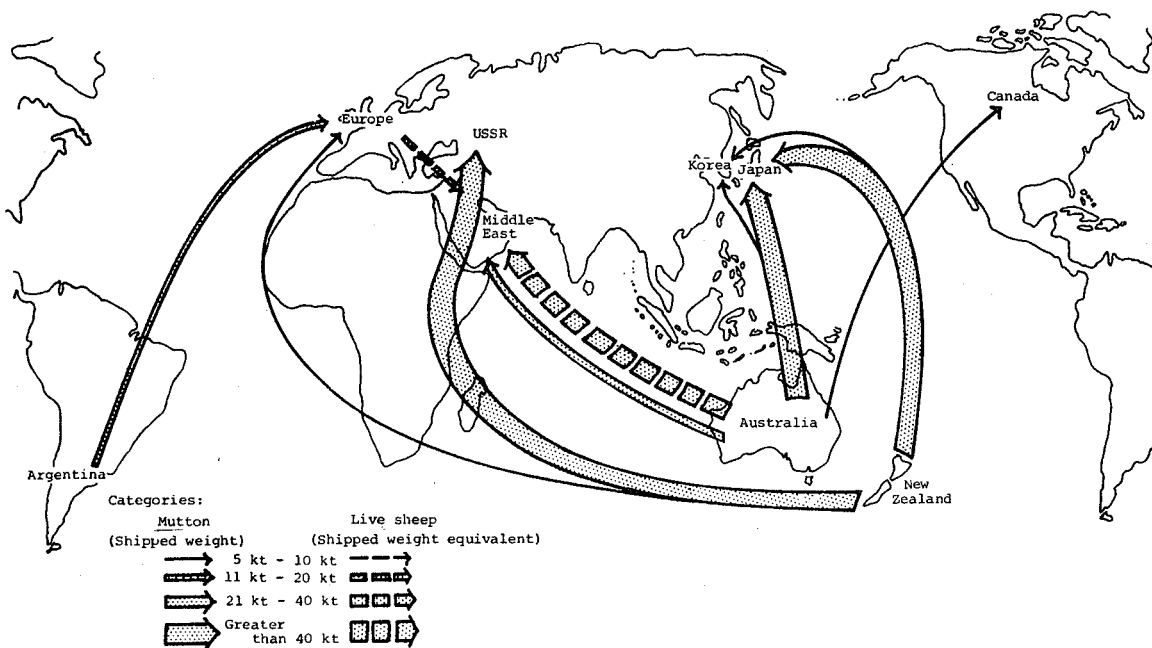 Canada
Europe
USSR
Korea
Japan
Middle
East
Australia
Argentina
New
Zealand
Categories:
Mutton
Live sheep
(Shipped weight)
(Shipped weight equivalent)
5 kt - 10 kt
11 kt - 20 kt
21 kt - 40 kt
Greater
than 40 kt